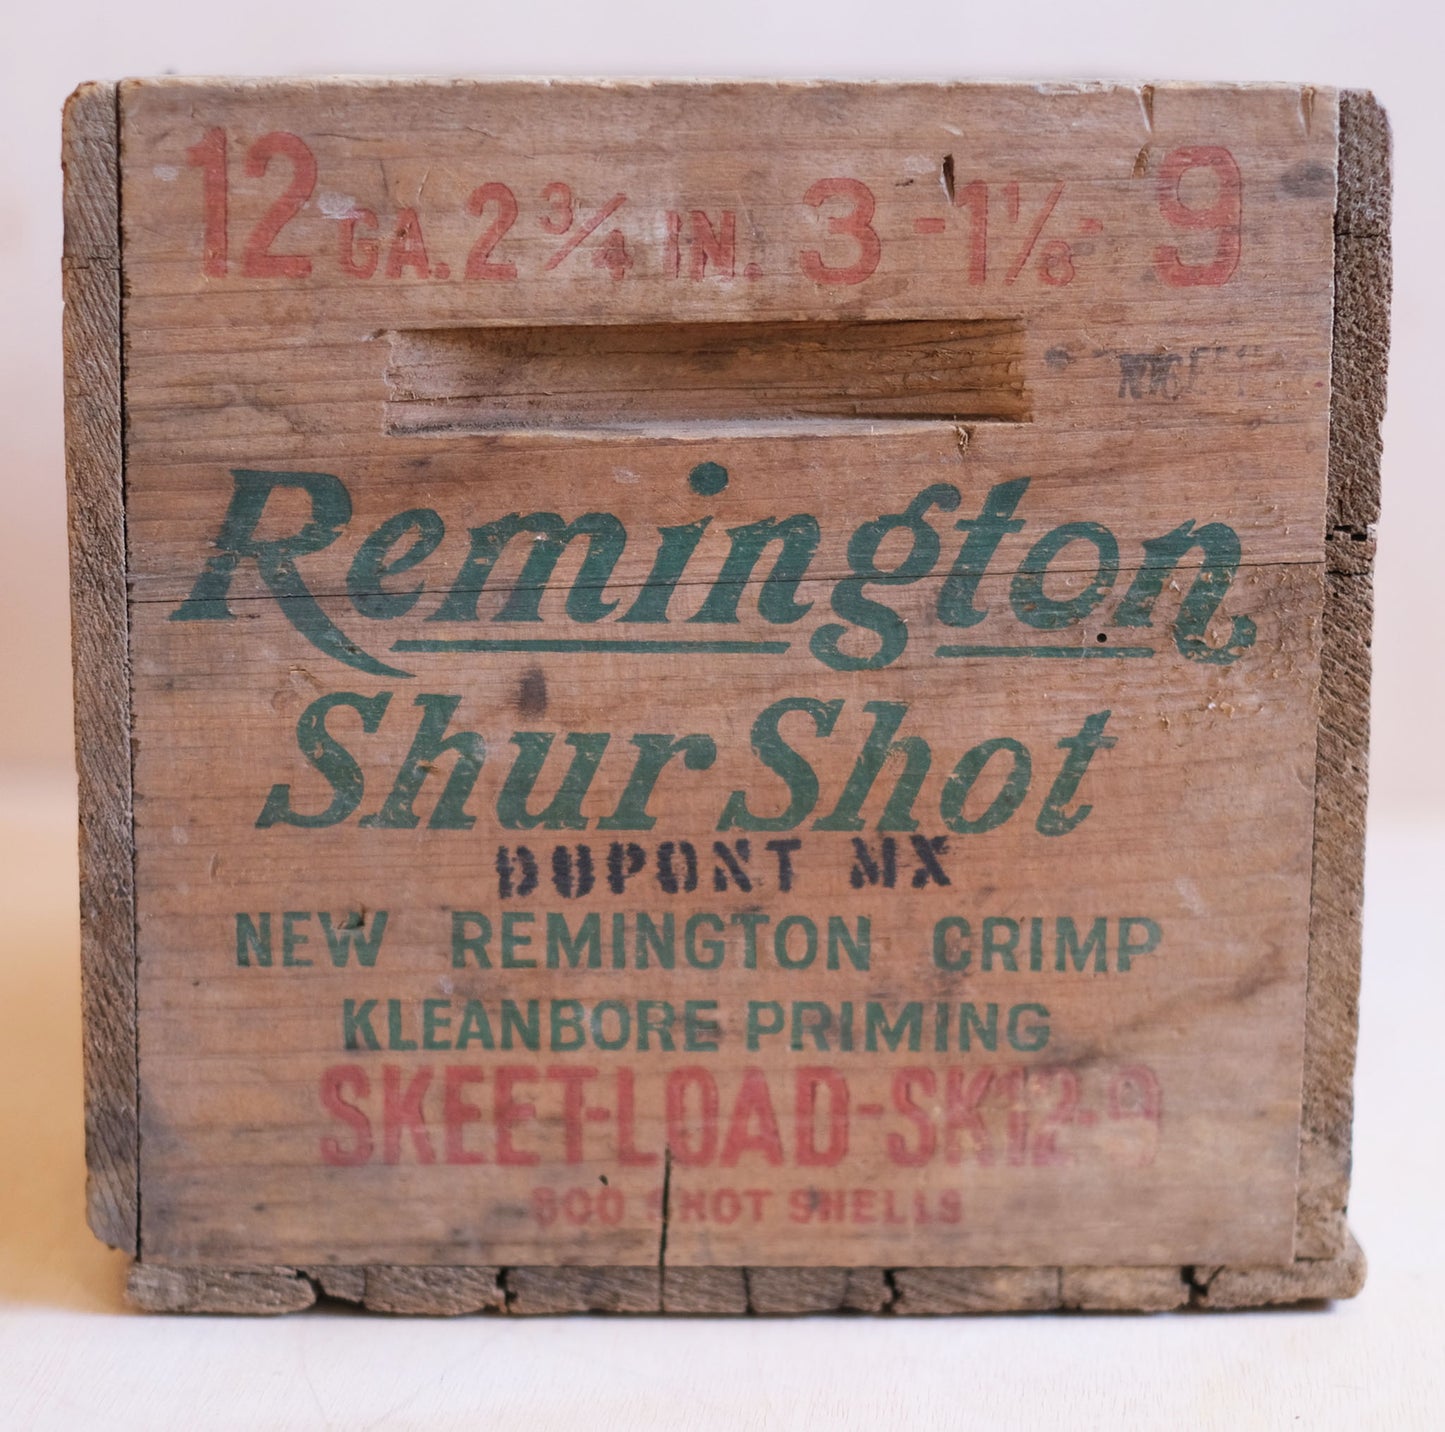 12 GA. 2 3/4 IN. 3 - 1 1/8 - 9
Remington
Shur Shot
DUPONT MX
NEW REMINGTON CRIMP
KLEANBORE PRIMING
SKEET-LOAD-SK12-9
500 SHOT SHELLS